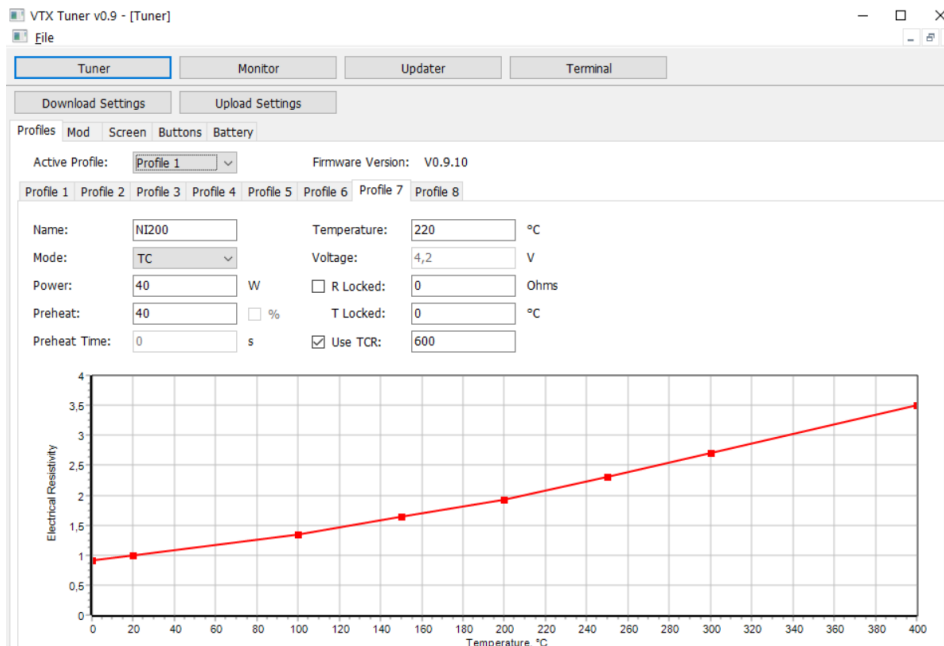 VTX Tuner v0.9 - [Tuner]
File
Tuner Monitor Updater Terminal
Download Settings Upload Settings
Profiles Mod Screen Buttons Battery
Active Profile: Profile 1 Firmware Version: V0.9.10
Profile 1 Profile 2 Profile 3 Profile 4 Profile 5 Profile 6 Profile 7 Profile 8
Name: NI200 Temperature: 220 °C
Mode: TC Voltage: 4,2 V
Power: 40 W R Locked: 0 Ohms
Preheat: 40 % T Locked: 0 °C
Preheat Time: 0 s Use TCR: 600
4
3,5
3
2,5
2
1,5
1
0,5
0
Electrical Resistivity
0 20 40 60 80 100 120 140 160 180 200 220 240 260 280 300 320 340 360 380 400
Temperature, °C